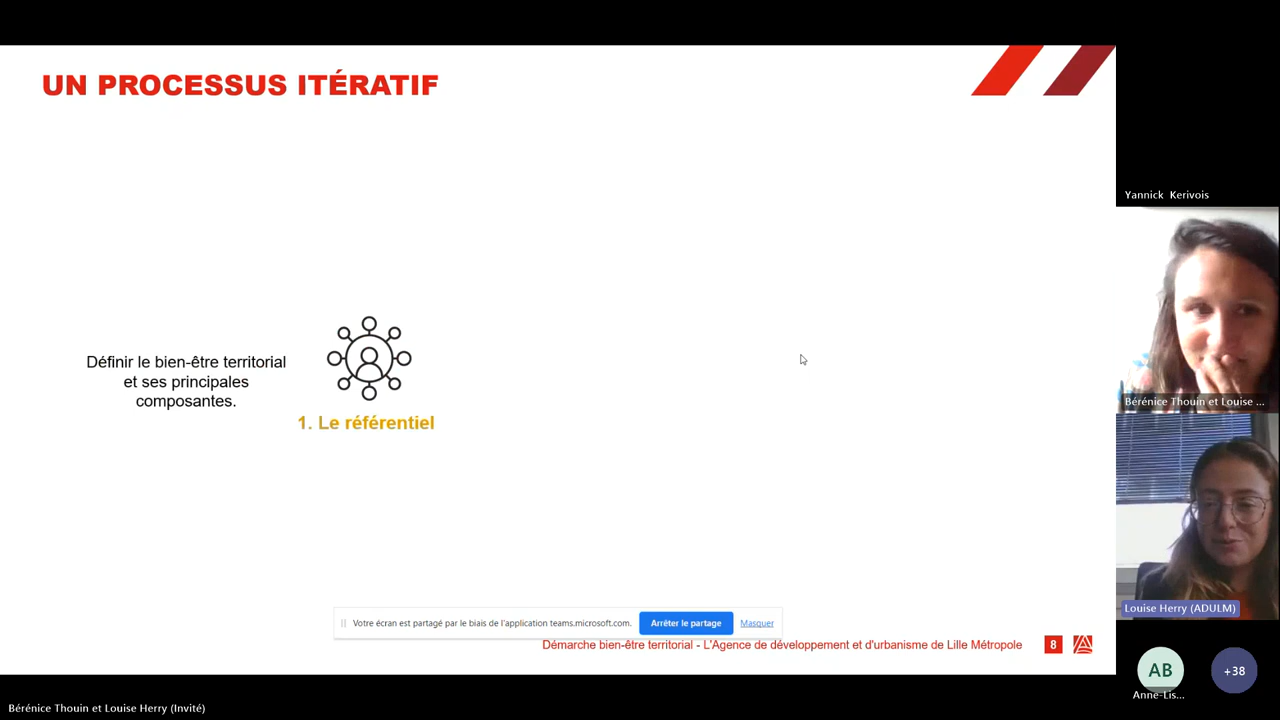 UN PROCESSUS ITÉRATIF
Yannick Kerivois
Définir le bien-être territorial
et ses principales
composantes.
1. Le référentiel
Bérénice Thouin et Louise ...
Louise Herry (ADULM)
Votre écran est partagé par le biais de l'application teams.microsoft.com.
Arrêter le partage
Masquer
Démarche bien-être territorial - L'Agence de développement et d'urbanisme de Lille Métropole
8
AB
+38
Anne-Lis...
Bérénice Thouin et Louise Herry (Invité)